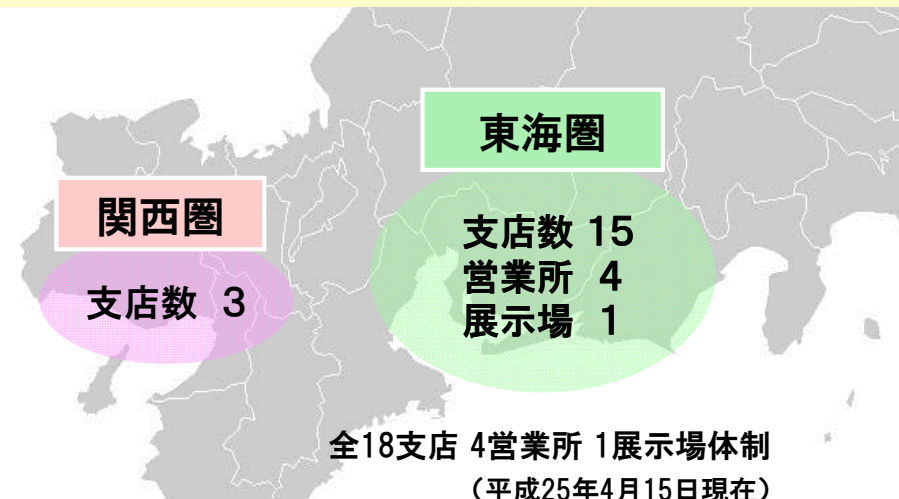 東海圏
支店数 15
営業所 4
展示場 1
関西圏
支店数 3
全18支店 4営業所 1展示場体制
（平成25年4月15日現在）